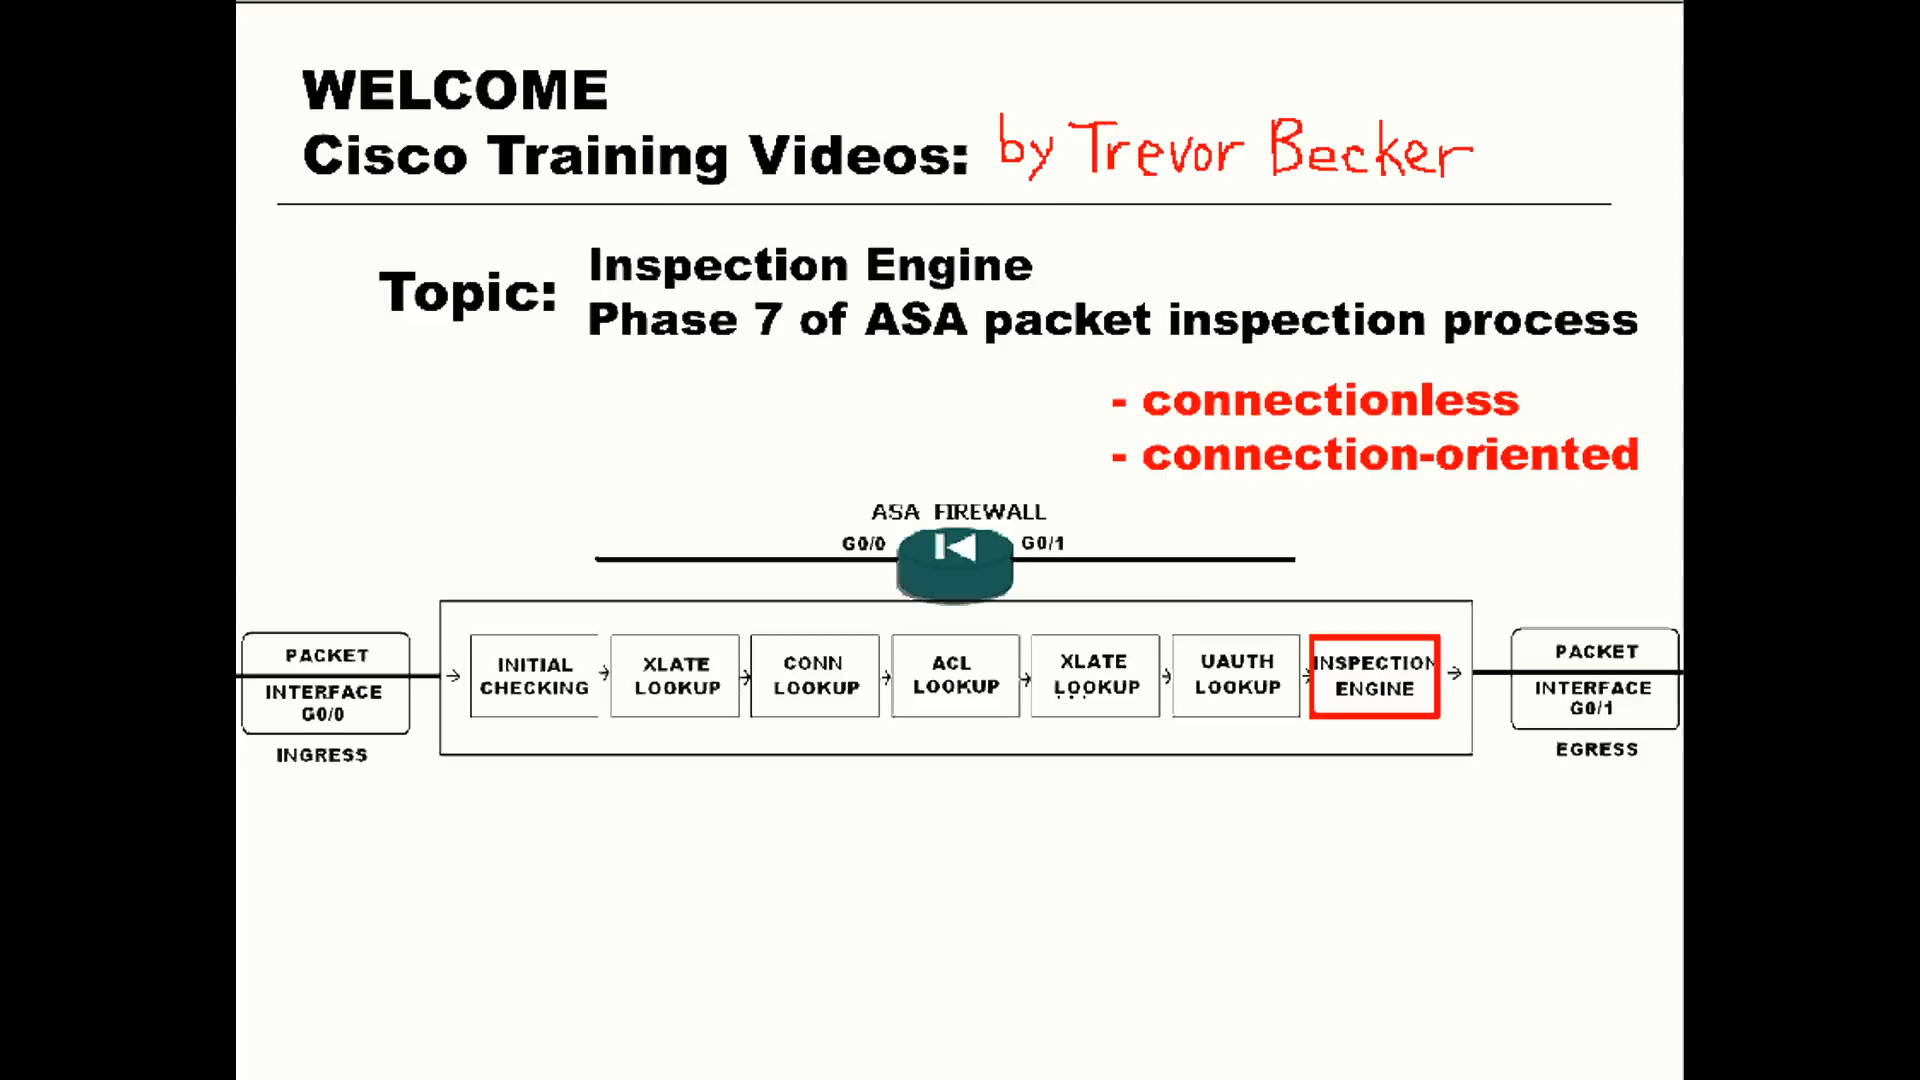 WELCOME
Cisco Training Videos: by Trevor Becker
Topic: Inspection Engine
Phase 7 of ASA packet inspection process
- connectionless
- connection-oriented
ASA FIREWALL
G0/0
G0/1
PACKET
INTERFACE
G0/0
INGRESS
INITIAL
CHECKING
XLATE
LOOKUP
CONN
LOOKUP
ACL
LOOKUP
XLATE
LOOKUP
UAUTH
LOOKUP
INSPECTION
ENGINE
PACKET
INTERFACE
G0/1
EGRESS